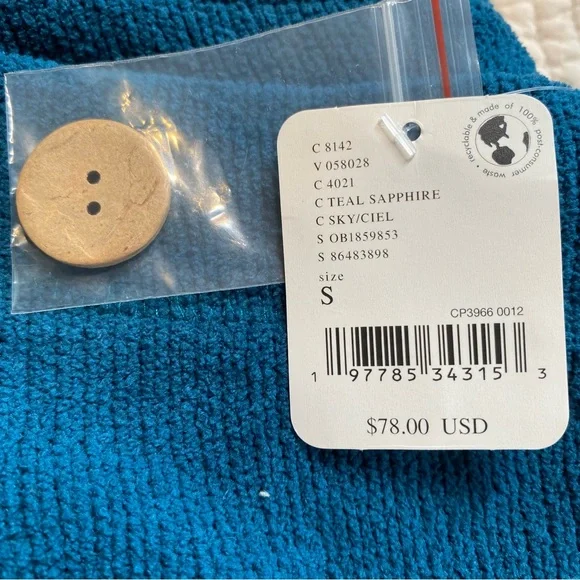 recyclable & made of 100% post-consumer waste •
C 8142
V 058028
C 4021
C TEAL SAPPHIRE
C SKY/CIEL
S OB1859853
S 86483898
size
S
CP3966 0012
1 97785 34315 3
$78.00 USD